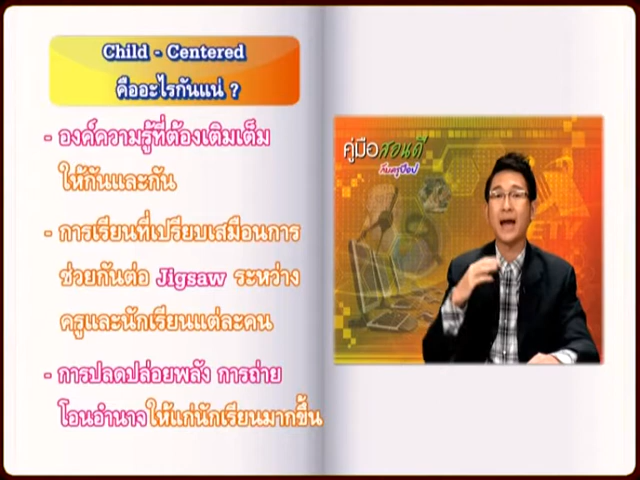 Child - Centered
คืออะไรกันแน่ ?
- องค์ความรู้ที่ต้องเติมเต็ม
ให้กันและกัน
- การเรียนที่เปรียบเสมือนการ
ช่วยกันต่อ Jigsaw ระหว่าง
ครูและนักเรียนแต่ละคน
- การปลดปล่อยพลัง การถ่าย
โอนอำนาจให้แก่นักเรียนมากขึ้น
คู่มือสอนดี
กับครูป๊อป
ETV